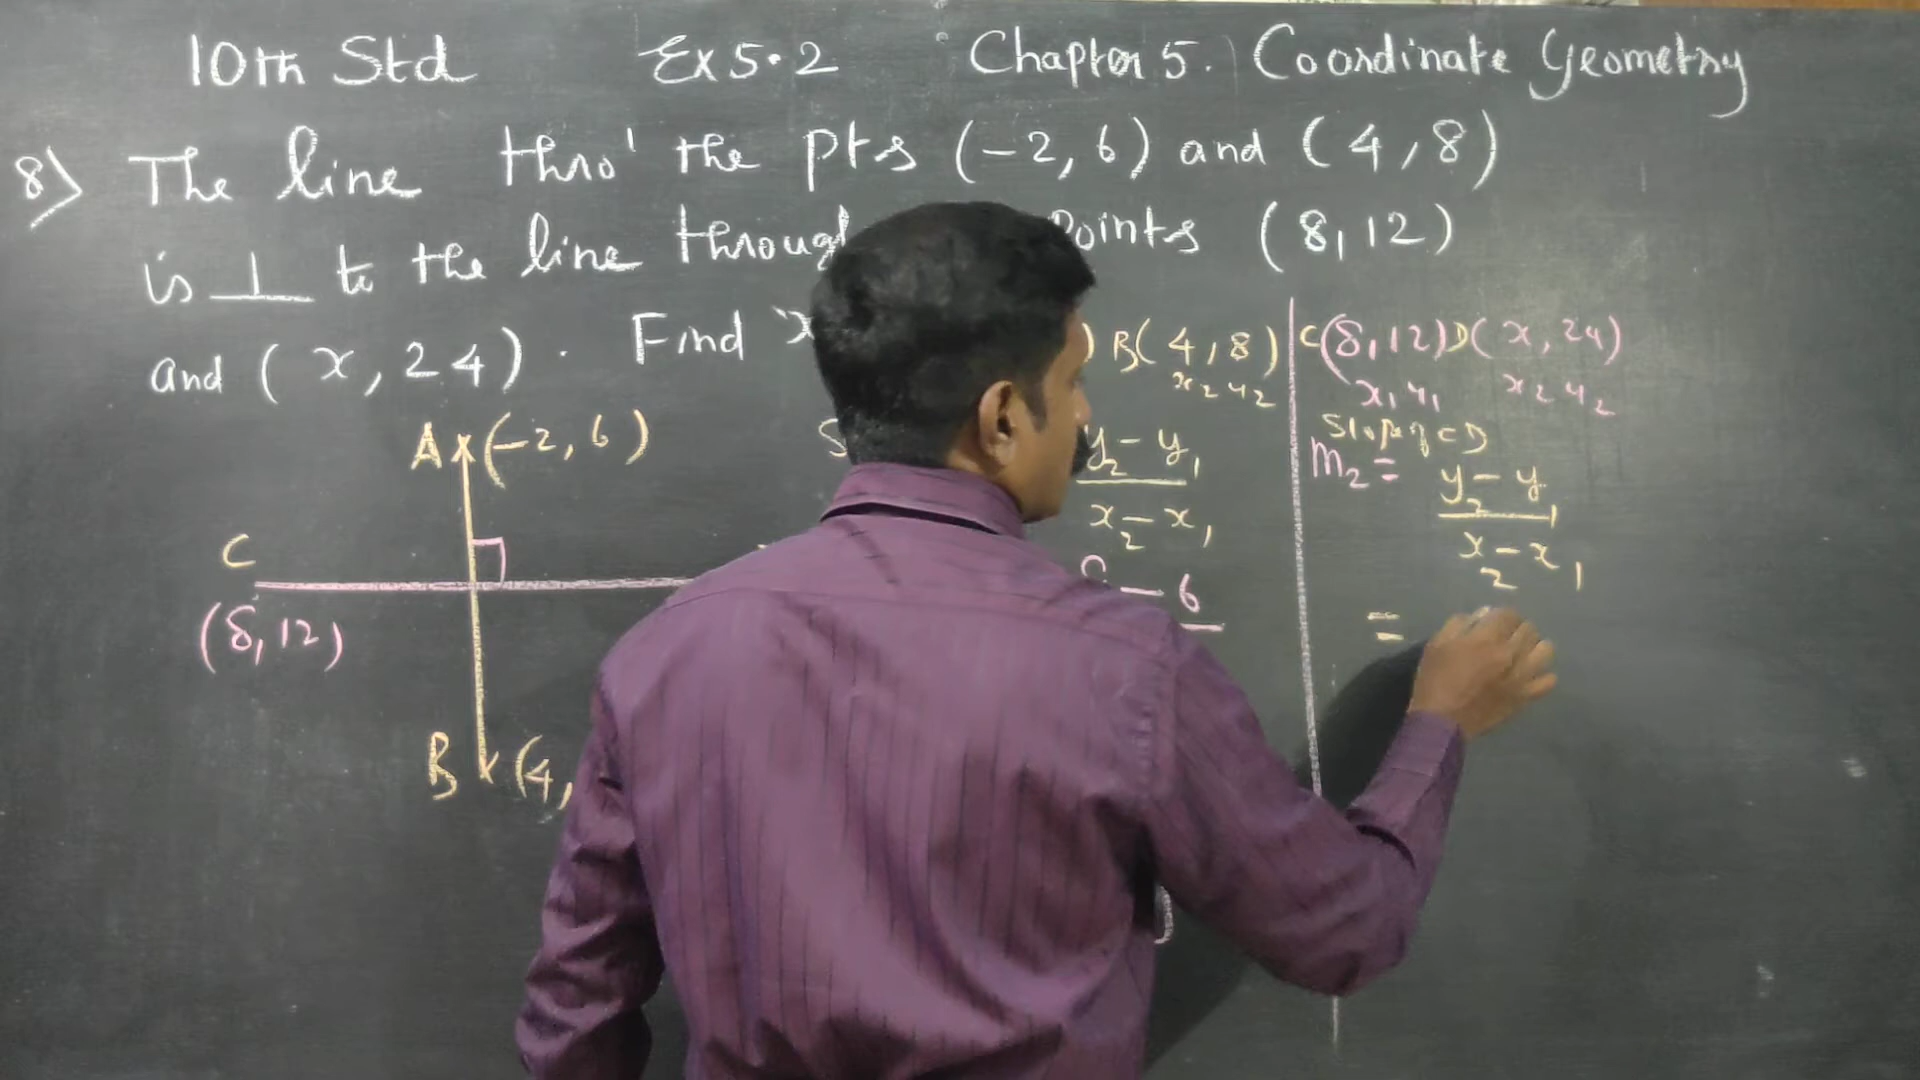 10th Std Ex 5.2 Chapter 5. Coordinate Geometry
8) The line thro' the pts (-2, 6) and (4, 8)
is ⊥ to the line through points (8, 12)
and (x, 24). Find x
A (-2, 6)
C
(8, 12)
B (4,
) B(4, 8)
x2 y2
y2 - y1
x2 - x1
- 6
C(8, 12) D(x, 24)
x1 y1 x2 y2
Slope of CD
m2 = y2 - y1
x2 - x1
=